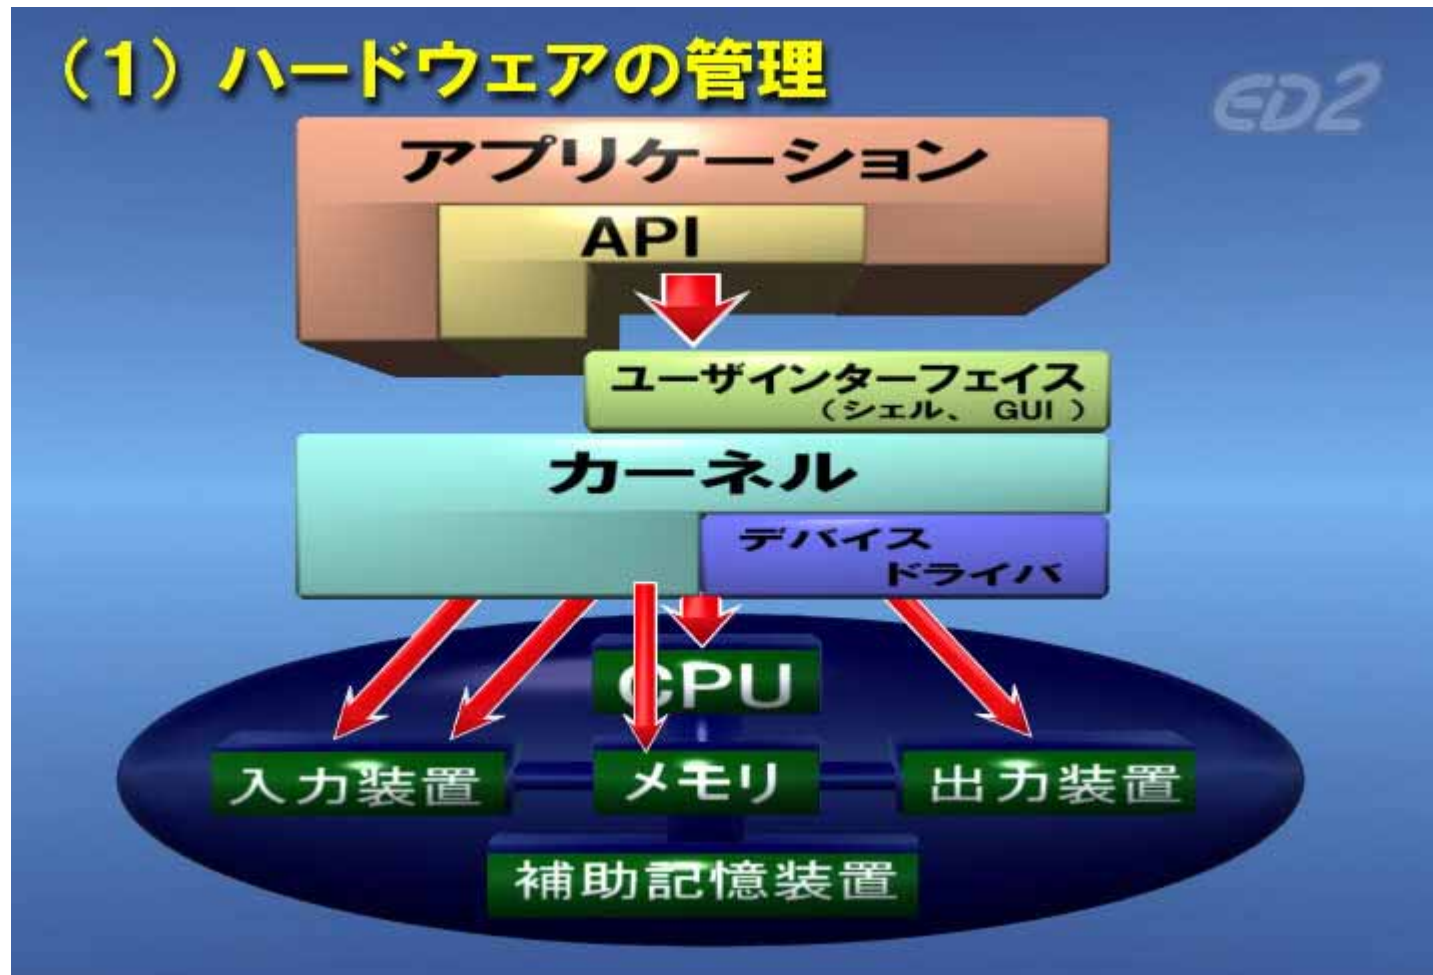 (1)ハードウェアの管理
ED2
アプリケーション
API
ユーザインターフェイス
(シェル、 GUI )
カーネル
デバイス
ドライバ
CPU
入力装置
メモリ
出力装置
補助記憶装置